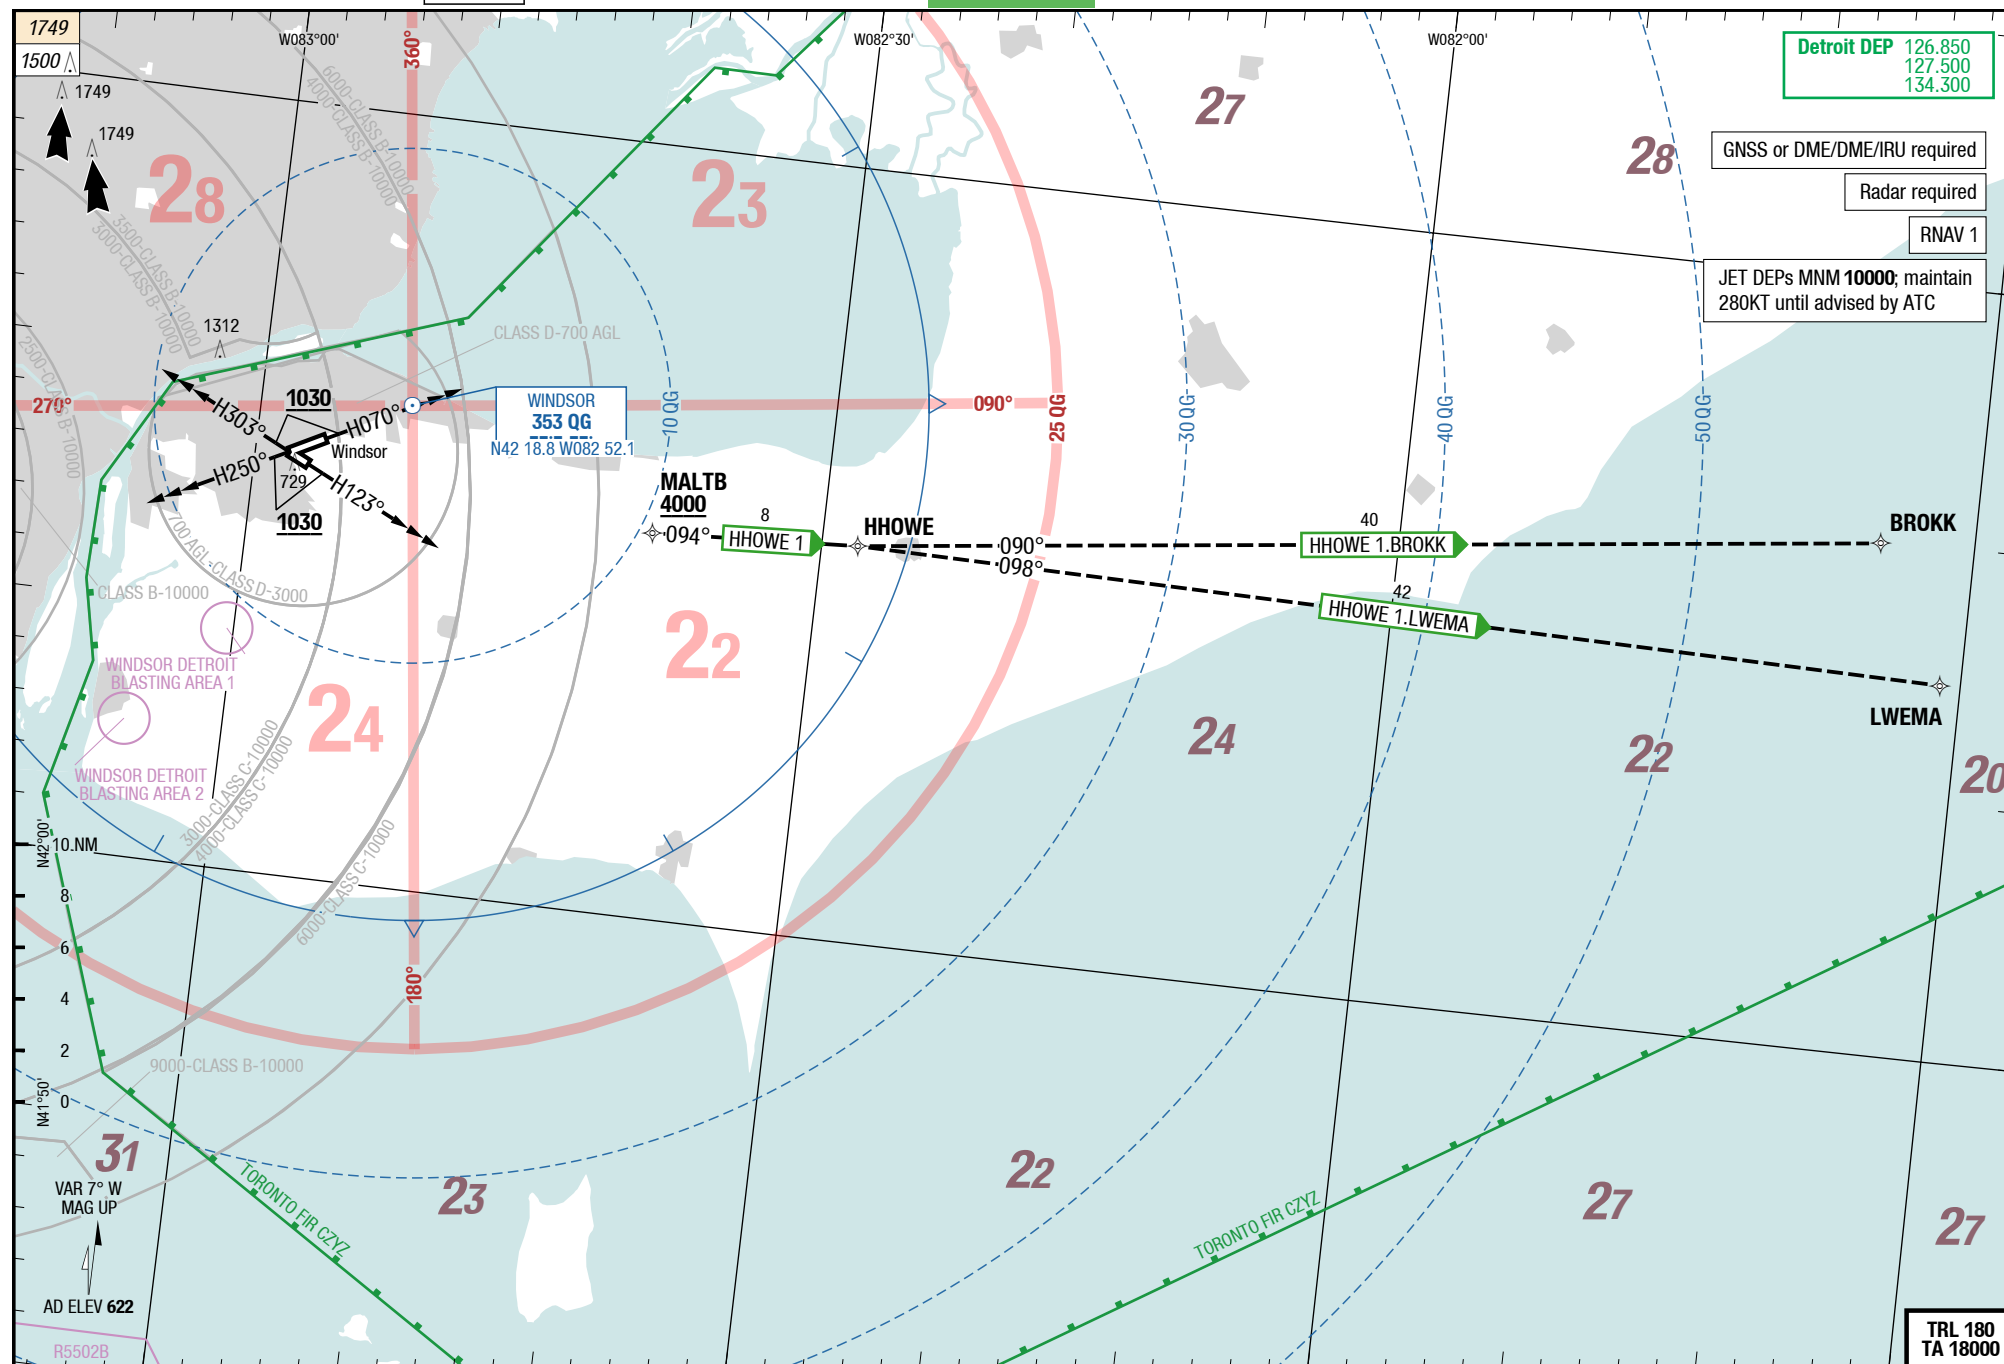 1749
1500
1749
1749
W083°00'
360°
W082°30'
W082°00'
Detroit DEP 126.850
127.500
134.300
GNSS or DME/DME/IRU required
Radar required
RNAV 1
JET DEPs MNM 10000; maintain
280KT until advised by ATC
28
23
27
28
6000-CLASS B-10000
4000-CLASS B-10000
3500-CLASS B-10000
3000-CLASS B-10000
2500-CLASS B-10000
1312
CLASS D-700 AGL
270°
1030
H303°
H070°
Windsor
H250°
729
H123°
1030
WINDSOR
353 QG
N42 18.8 W082 52.1
10 QG
090°
25 QG
30 QG
40 QG
50 QG
MALTB
4000
094°
8
HHOWE 1
HHOWE
090°
098°
40
HHOWE 1.BROKK
BROKK
42
HHOWE 1.LWEMA
LWEMA
700 AGL-CLASS D-3000
CLASS B-10000
WINDSOR DETROIT
BLASTING AREA 1
WINDSOR DETROIT
BLASTING AREA 2
24
22
24
22
20
3000-CLASS C-10000
4000-CLASS C-10000
6000-CLASS C-10000
N42°00'
10 NM
8
6
4
2
0
N41°50'
180°
9000-CLASS B-10000
31
VAR 7° W
MAG UP
AD ELEV 622
R5502B
TORONTO FIR CZYZ
23
22
TORONTO FIR CZYZ
27
27
TRL 180
TA 18000